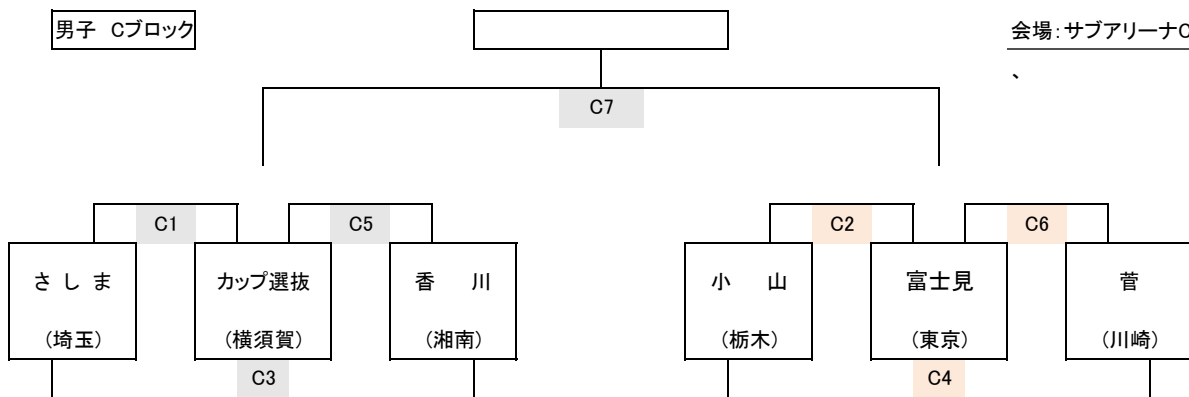 男子 Cブロック
会場:サブアリーナC
、
C7
C1
C5
C2
C6
さ し ま
カップ選抜
香 川
小 山
富士見
菅
(埼玉)
(横須賀)
(湘南)
(栃木)
(東京)
(川崎)
C3
C4